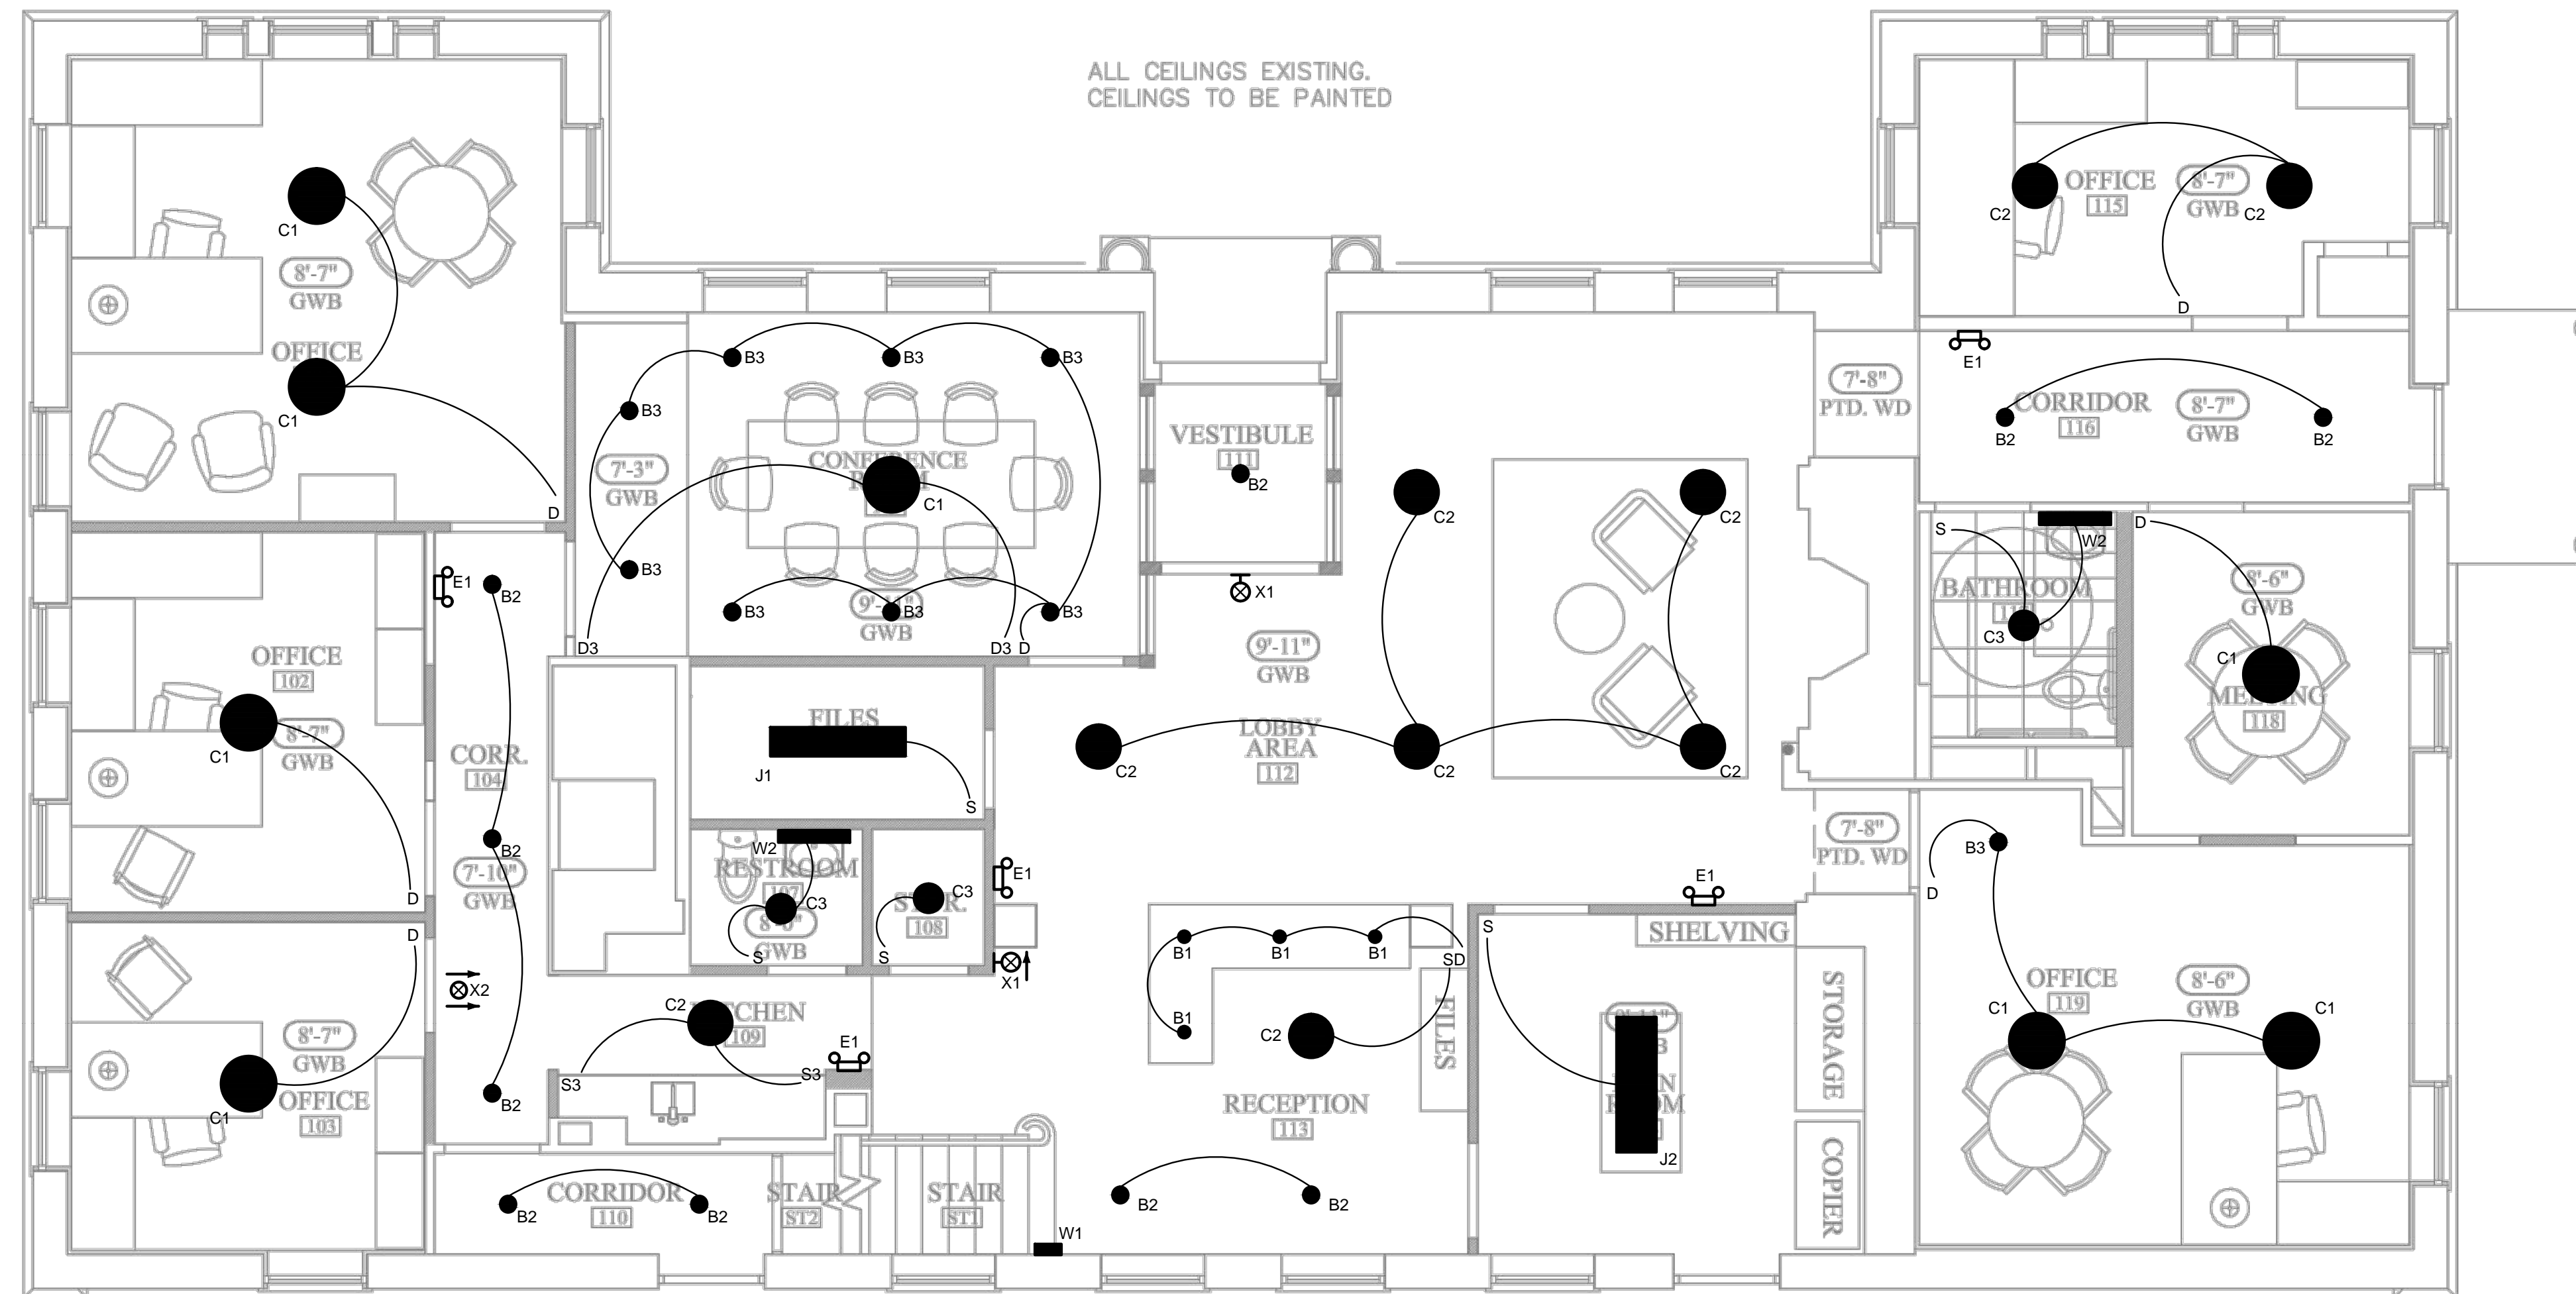 ALL CEILINGS EXISTING.
CEILINGS TO BE PAINTED
C1
8'-7"
GWB
OFFICE
C1
D
B3
B3
B3
B3
7'-3"
GWB
CONFERENCE
C1
B3
B3
B3
B3
GWB
D3
D3
D
VESTIBULE
111
B2
X1
C2
OFFICE
115
8'-7"
GWB
C2
D
E1
7'-8"
PTD. WD
CORRIDOR
116
8'-7"
GWB
B2
B2
E1
B2
OFFICE
102
8'-7"
GWB
C1
D
CORR.
104
B2
7'-10"
GWB
FILES
J1
S
W2
RESTROOM
107
C3
GWB
S
C3
108
S
E1
X1
C2
C2
9'-11"
GWB
LOBBY
AREA
112
C2
C2
C2
S
W2
BATHROOM
C3
D
8'-6"
GWB
C1
MEETING
118
7'-8"
PTD. WD
E1
D
8'-7"
GWB
C1
OFFICE
103
X2
B2
C2
109
E1
S3
S3
B1
B1
B1
SD
B1
C2
FILES
RECEPTION
113
B2
B2
S
SHELVING
STORAGE
COPIER
J2
B3
D
OFFICE
119
8'-6"
GWB
C1
C1
CORRIDOR
110
B2
B2
STAIR
ST2
STAIR
ST1
W1